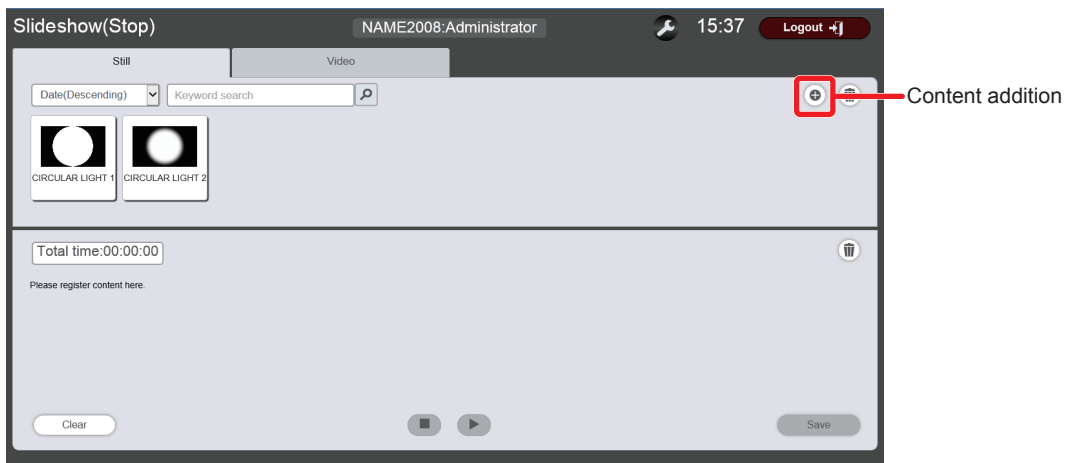 Slideshow(Stop)
NAME2008:Administrator
15:37
Logout
Still
Video
Date(Descending)
Keyword search
Content addition
CIRCULAR LIGHT 1
CIRCULAR LIGHT 2
Total time:00:00:00
Please register content here.
Clear
Save